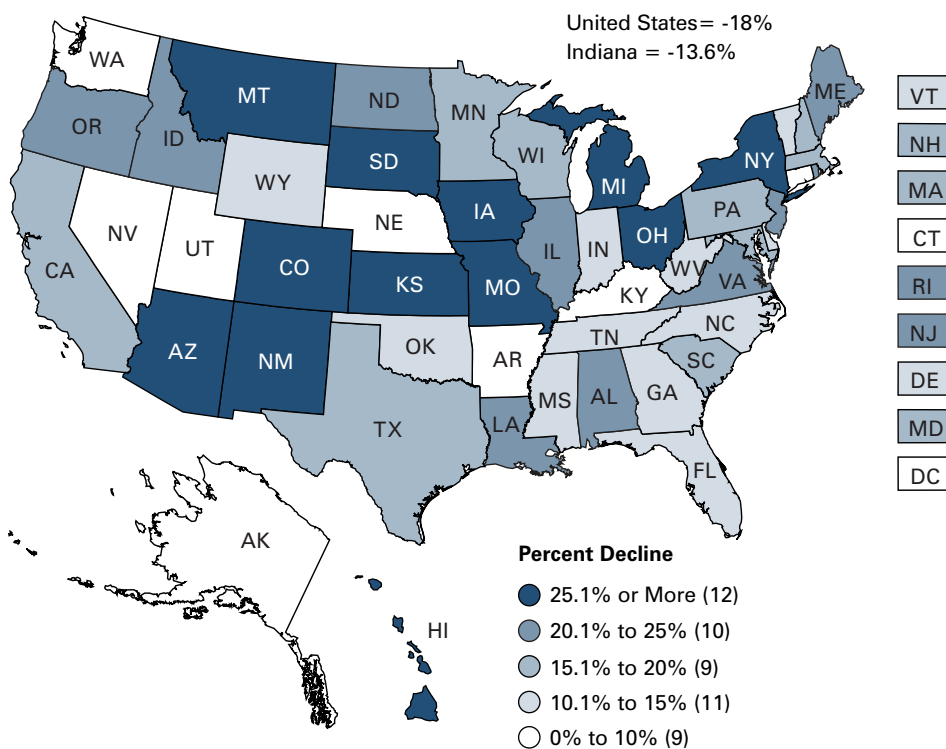 United States= -18%
Indiana = -13.6%
WA
MT
ND
MN
ME
VT
OR
ID
SD
WI
NY
NH
WY
MI
MA
IA
PA
NE
CT
NV
UT
IL
IN
OH
CA
CO
WV
VA
RI
KS
MO
KY
NJ
NC
TN
AZ
NM
OK
AR
SC
DE
MS
AL
GA
TX
LA
MD
FL
DC
AK
HI
Percent Decline
25.1% or More (12)
20.1% to 25% (10)
15.1% to 20% (9)
10.1% to 15% (11)
0% to 10% (9)